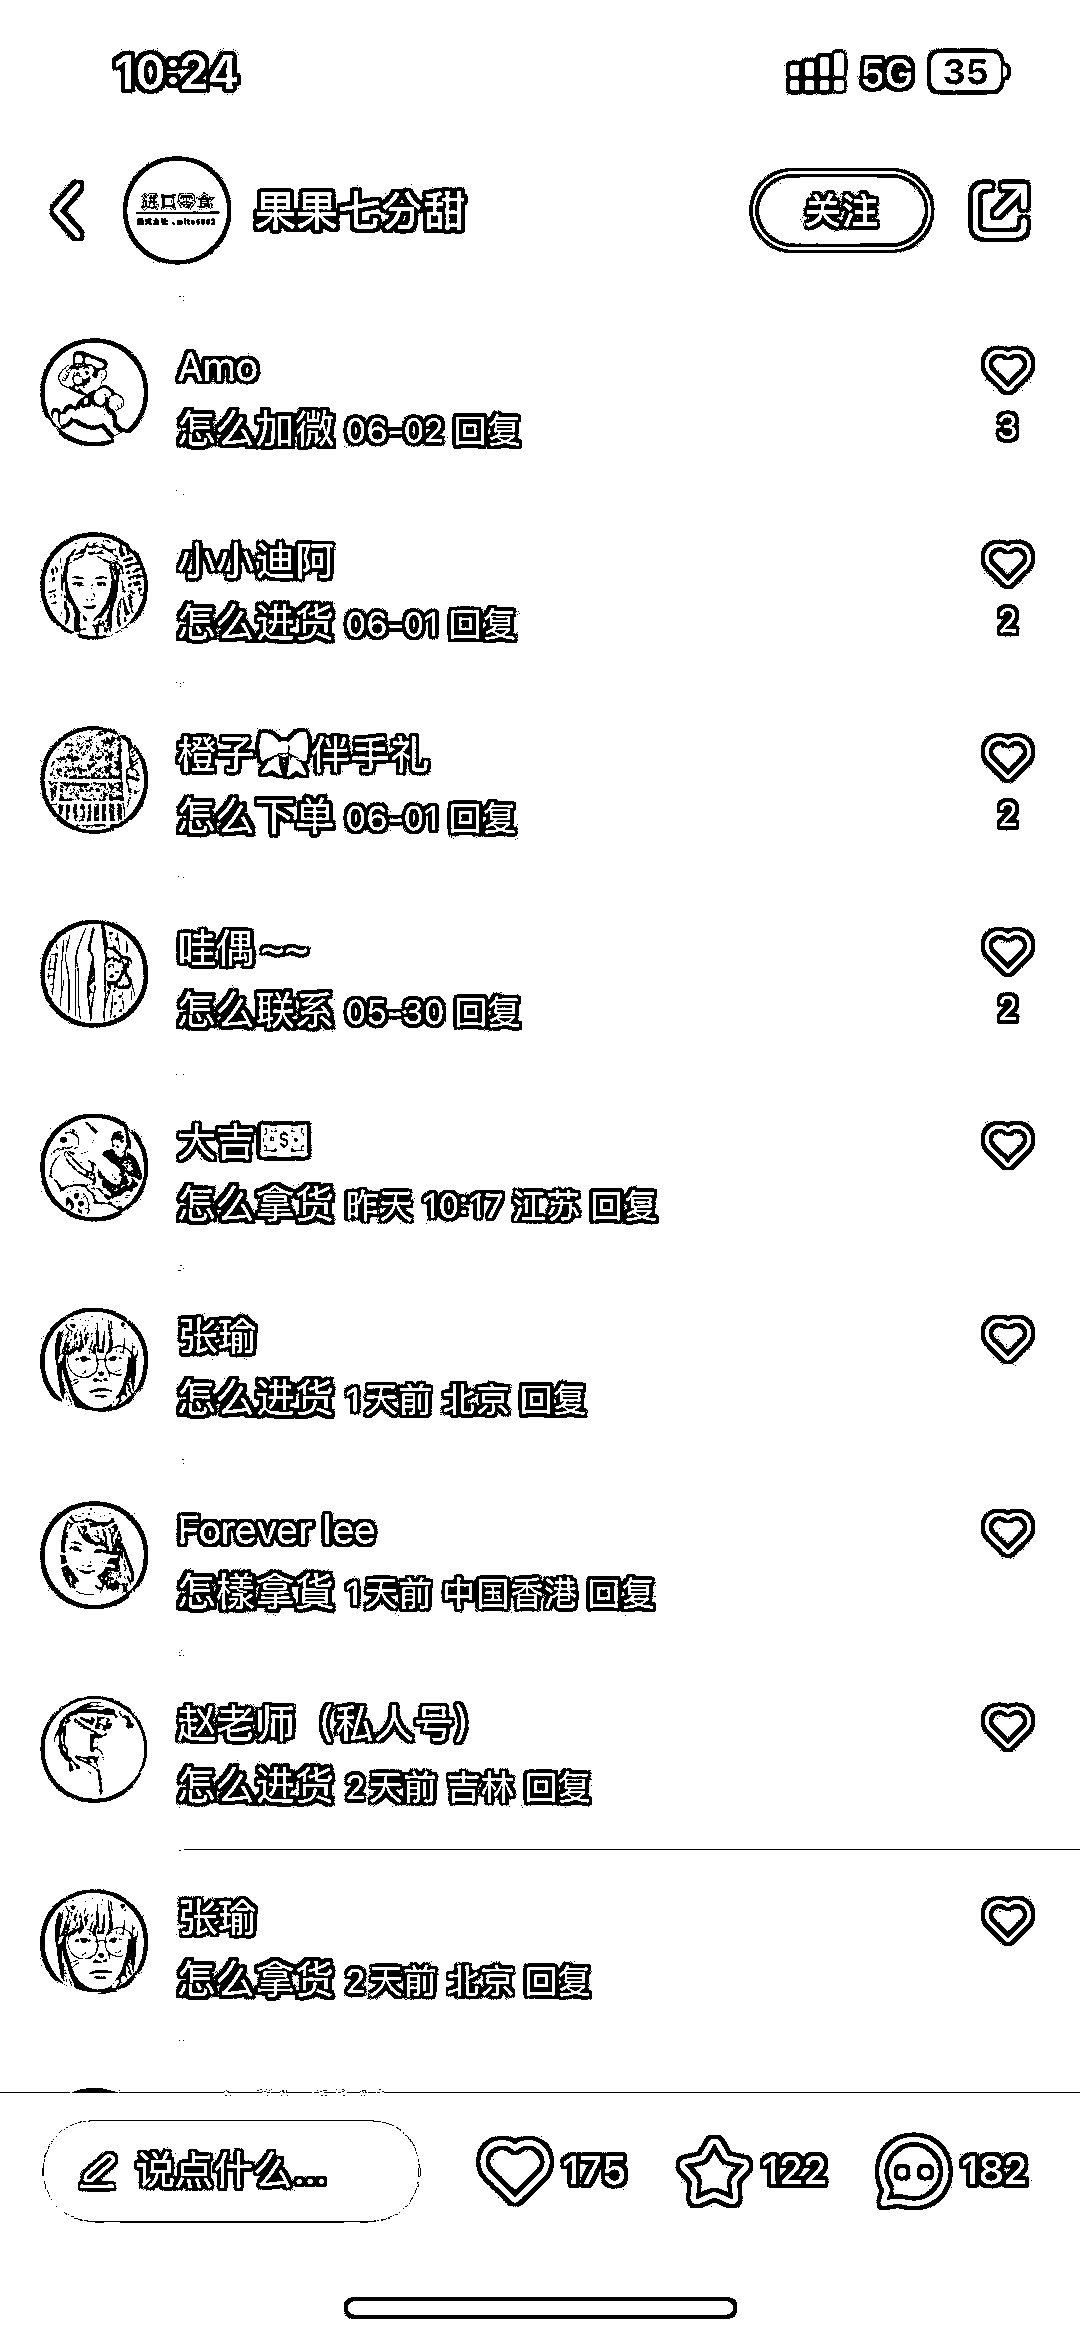 10:24 5G 35
进口零食
果果七分甜 关注
Amo
怎么加微 06-02 回复
3
小小迪阿
怎么进货 06-01 回复
2
橙子🎀伴手礼
怎么下单 06-01 回复
2
哇偶~~
怎么联系 05-30 回复
2
大吉💵
怎么拿货 昨天 10:17 江苏 回复
张瑜
怎么进货 1天前 北京 回复
Forever lee
怎樣拿貨 1天前 中国香港 回复
赵老师（私人号）
怎么进货 2天前 吉林 回复
张瑜
怎么拿货 2天前 北京 回复
说点什么... 175 122 182